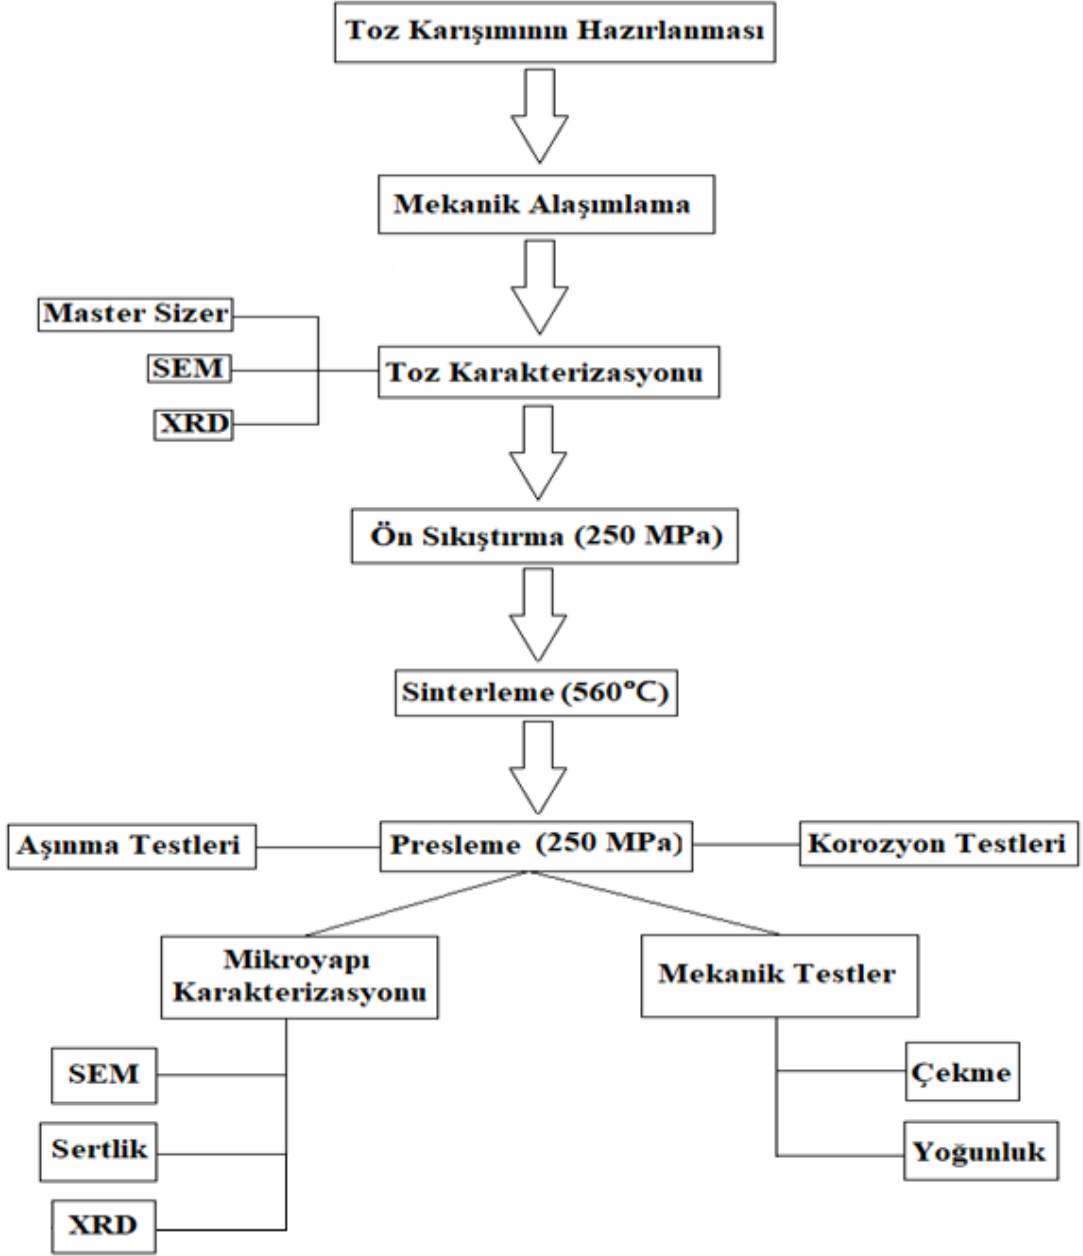 Toz Karışımının Hazırlanması
Mekanik Alaşımlama
Master Sizer
SEM
XRD
Toz Karakterizasyonu
Ön Sıkıştırma (250 MPa)
Sinterleme (560°C)
Aşınma Testleri
Presleme (250 MPa)
Korozyon Testleri
Mikroyapı
Karakterizasyonu
Mekanik Testler
SEM
Sertlik
XRD
Çekme
Yoğunluk